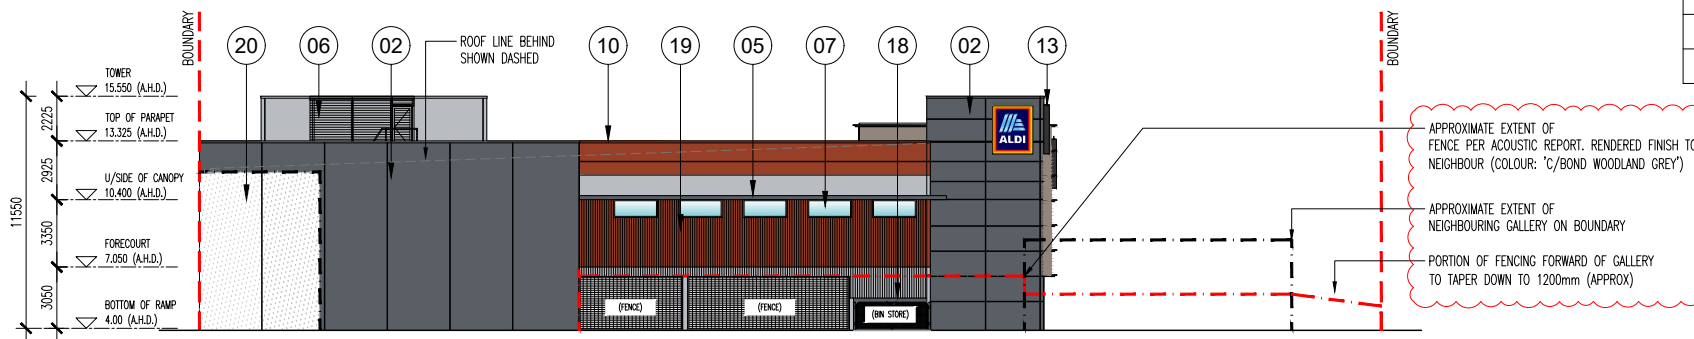 BOUNDARY
20
06
02
ROOF LINE BEHIND
SHOWN DASHED
10
19
05
07
18
02
13
BOUNDARY
TOWER
15.550 (A.H.D.)
TOP OF PARAPET
13.325 (A.H.D.)
U/SIDE OF CANOPY
10.400 (A.H.D.)
FORECOURT
7.050 (A.H.D.)
BOTTOM OF RAMP
4.00 (A.H.D.)
2225
2925
3350
3050
11550
ALDI
(FENCE)
(FENCE)
(BIN STORE)
APPROXIMATE EXTENT OF
FENCE PER ACOUSTIC REPORT. RENDERED FINISH TO
NEIGHBOUR (COLOUR: 'C/BOND WOODLAND GREY')
APPROXIMATE EXTENT OF
NEIGHBOURING GALLERY ON BOUNDARY
PORTION OF FENCING FORWARD OF GALLERY
TO TAPER DOWN TO 1200mm (APPROX)